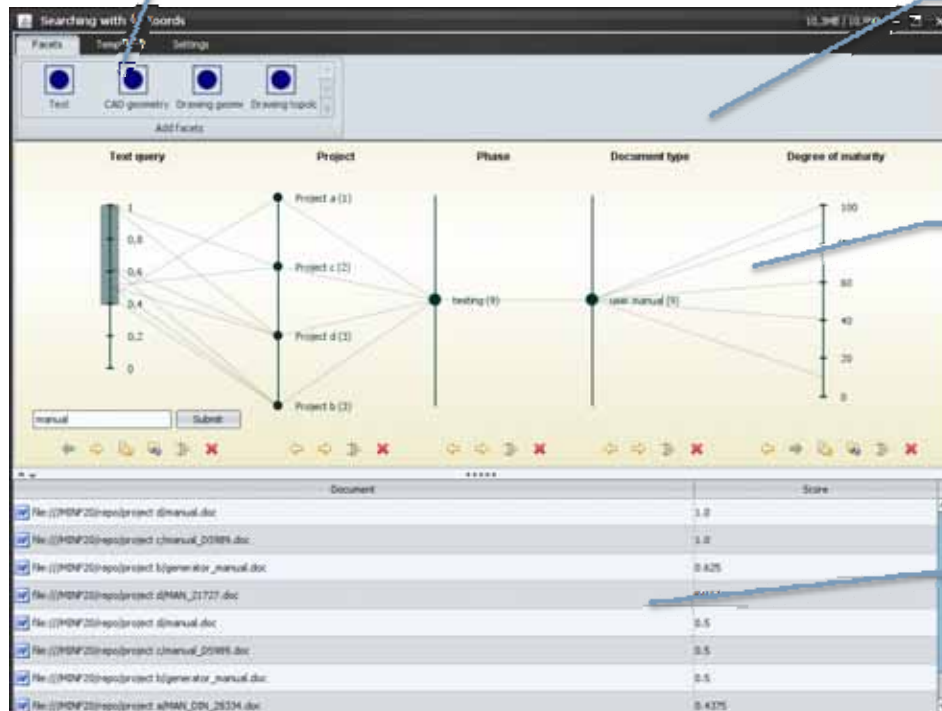 Searching with
Facets Settings
Text CAD geometry Drawing geome Drawing topolc
Add facets
Text query Project Phase Document type Degree of maturity
1 Project a (1) 100
0,8
0,6 Project c (2) 60
0,4 testing (9) user manual (9) 40
0,2 Project d (3) 20
0 0
Project b (3)
manual Submit
Document Score
file:///MINF20/repo/project d/manual.doc 1.0
file:///MINF20/repo/project c/manual_D5989.doc 1.0
file:///MINF20/repo/project b/generator_manual.doc 0.625
file:///MINF20/repo/project d/MAN_21727.doc
file:///MINF20/repo/project d/manual.doc 0.5
file:///MINF20/repo/project c/manual_D5989.doc 0.5
file:///MINF20/repo/project b/generator_manual.doc 0.5
file:///MINF20/repo/project a/MAN_DIN_28334.doc 0.4375